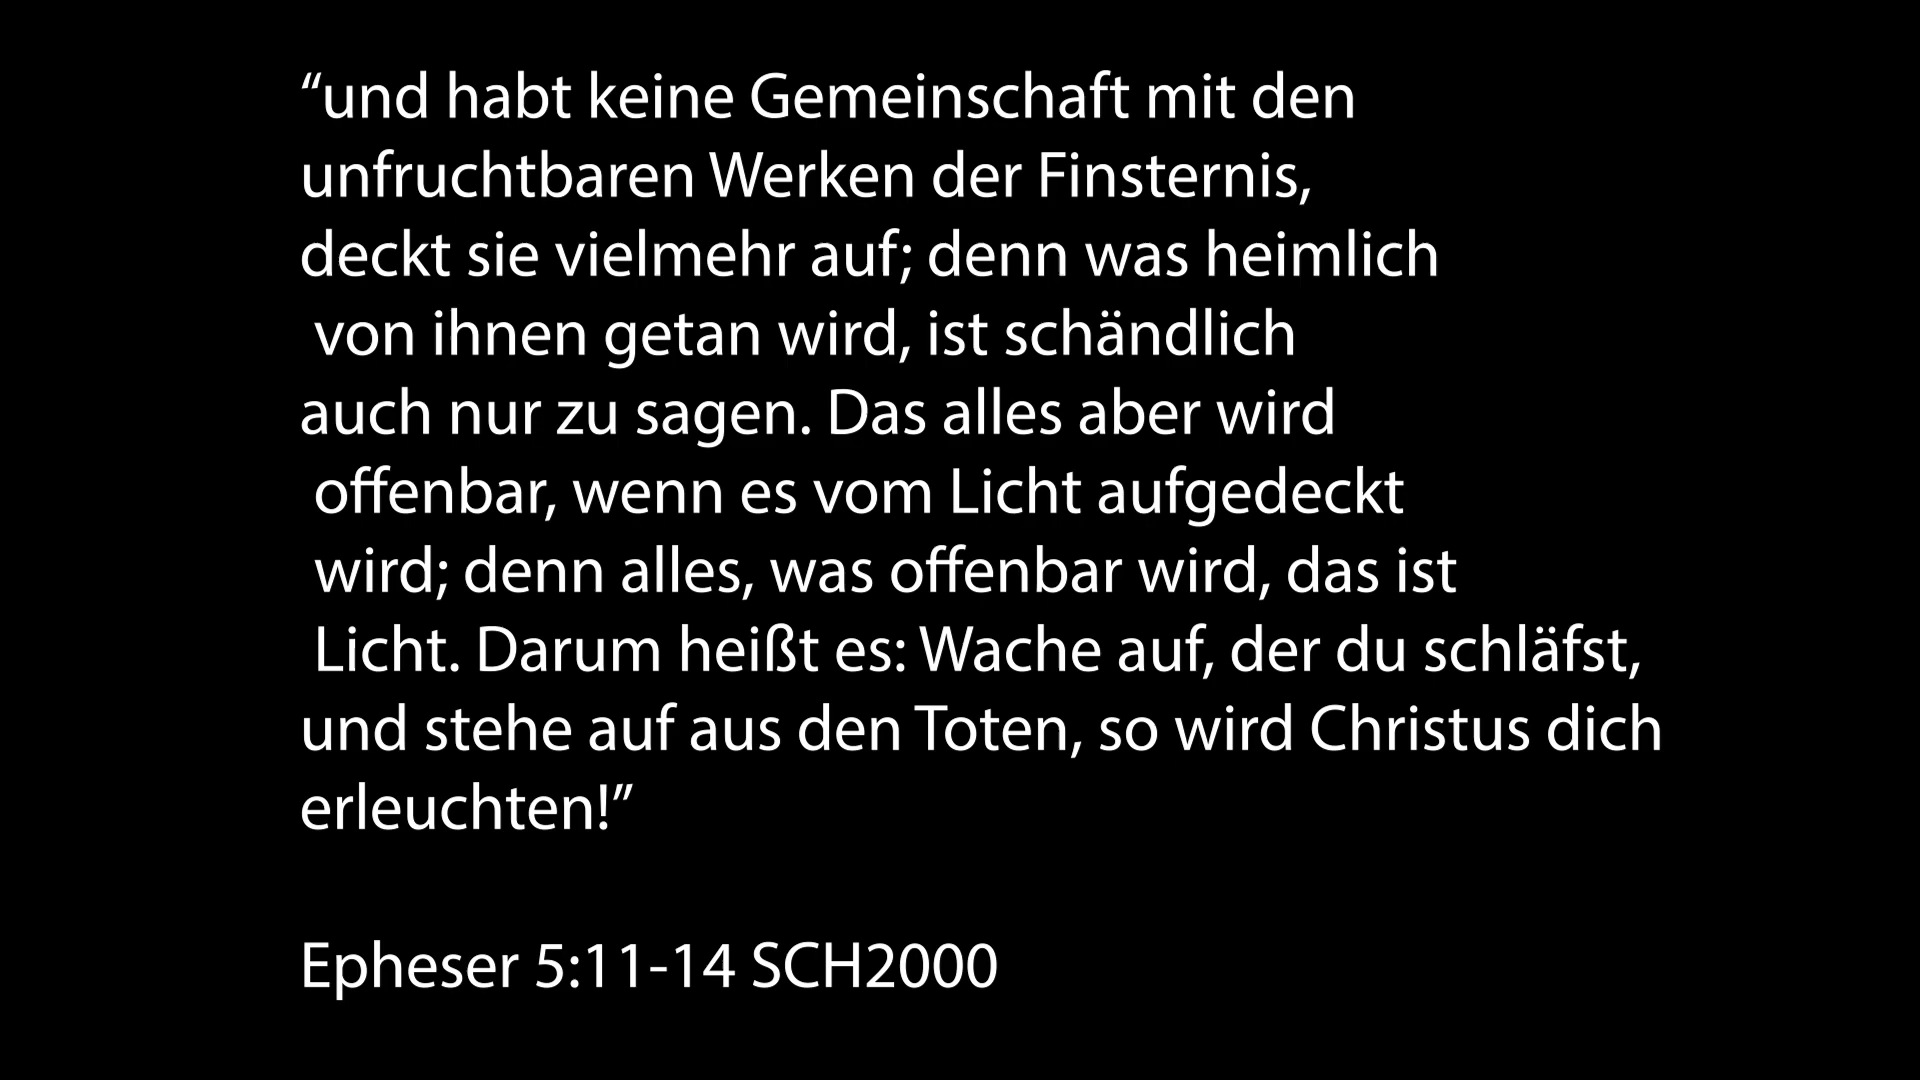 “und habt keine Gemeinschaft mit den
unfruchtbaren Werken der Finsternis,
deckt sie vielmehr auf; denn was heimlich
von ihnen getan wird, ist schändlich
auch nur zu sagen. Das alles aber wird
offenbar, wenn es vom Licht aufgedeckt
wird; denn alles, was offenbar wird, das ist
Licht. Darum heißt es: Wache auf, der du schläfst,
und stehe auf aus den Toten, so wird Christus dich
erleuchten!”
Epheser 5:11-14 SCH2000